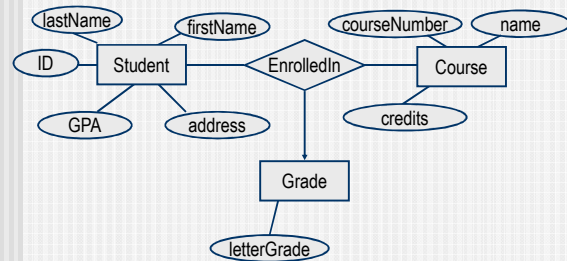 lastName
firstName
courseNumber
name
ID
Student
EnrolledIn
Course
GPA
address
credits
Grade
letterGrade